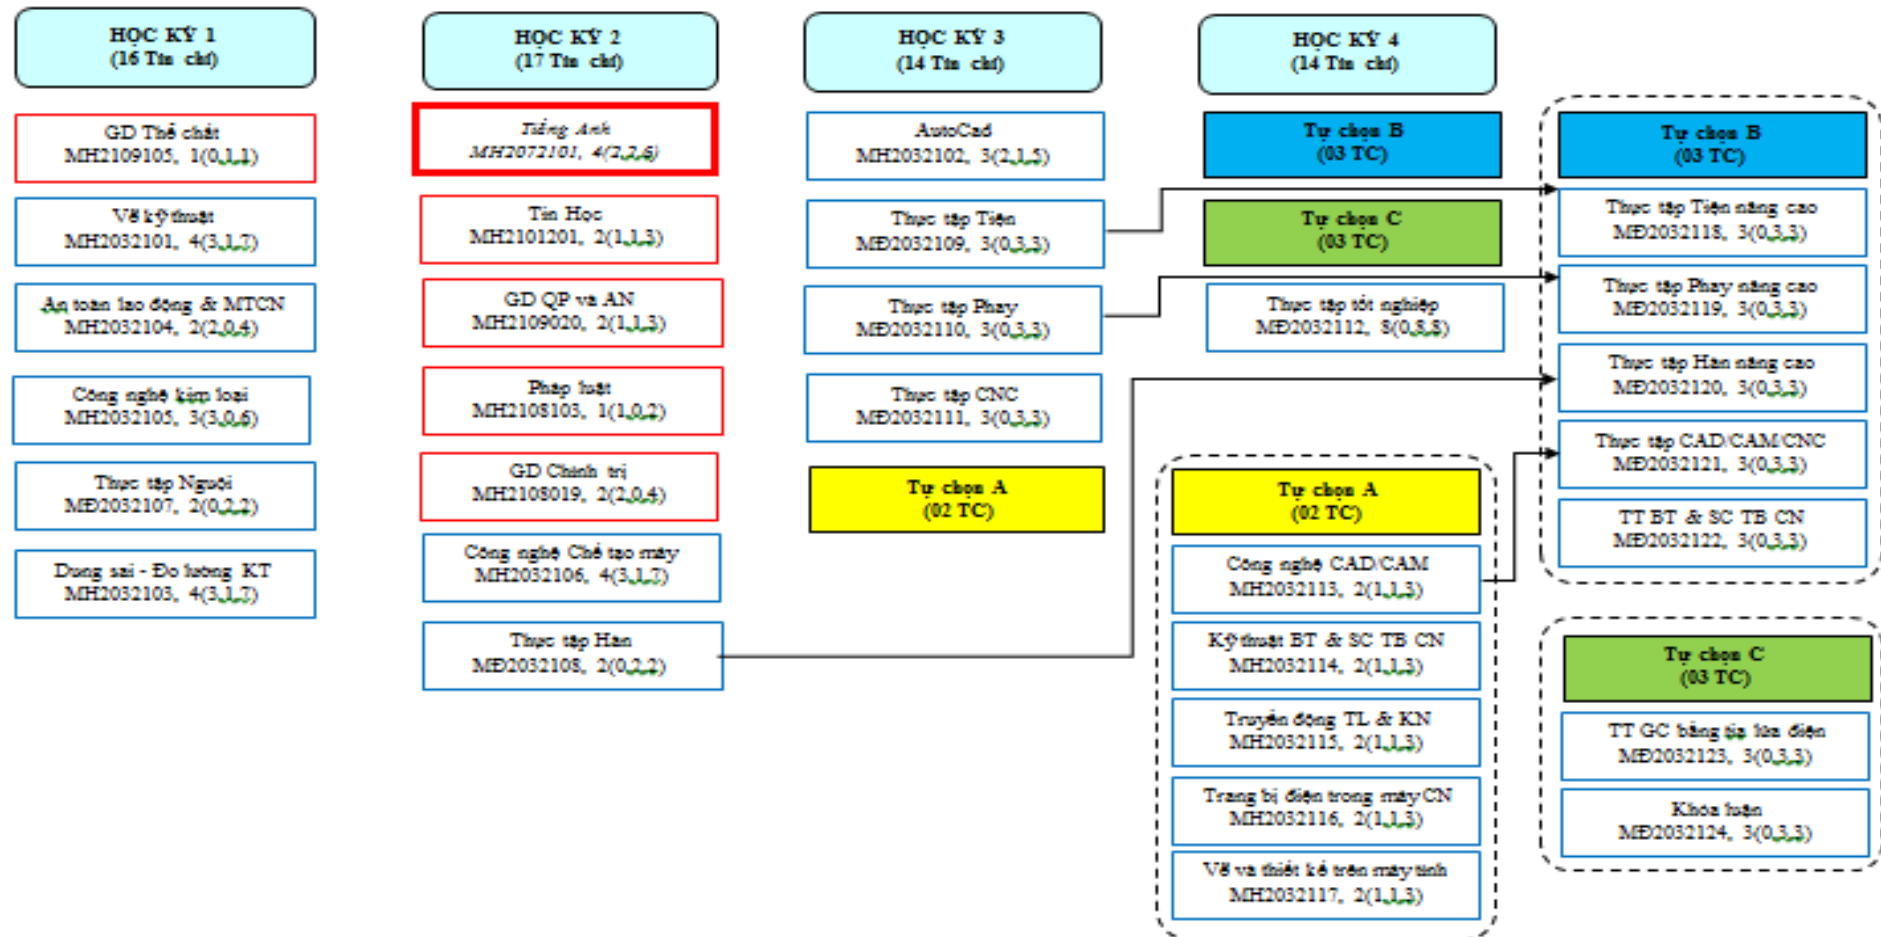 HỌC KỲ 1
(16 Tín chỉ)
GD Thể chất
MH2109105, 1(0,1,1)
Vẽ kỹ thuật
MH2032101, 4(3,1,7)
An toàn lao động & MTCN
MH2032104, 2(2,0,4)
Công nghệ kim loại
MH2032105, 3(3,0,6)
Thực tập Nguội
MĐ2032107, 2(0,2,2)
Dung sai - Đo lường KT
MH2032103, 4(3,1,7)
HỌC KỲ 2
(17 Tín chỉ)
Tiếng Anh
MH2072101, 4(2,2,6)
Tin Học
MH2101201, 2(1,1,3)
GD QP và AN
MH2109020, 2(1,1,3)
Pháp luật
MH2108103, 1(1,0,2)
GD Chính trị
MH2108019, 2(2,0,4)
Công nghệ Chế tạo máy
MH2032106, 4(3,1,7)
Thực tập Hàn
MĐ2032108, 2(0,2,2)
HỌC KỲ 3
(14 Tín chỉ)
AutoCad
MH2032102, 3(2,1,5)
Thực tập Tiện
MĐ2032109, 3(0,3,3)
Thực tập Phay
MĐ2032110, 3(0,3,3)
Thực tập CNC
MĐ2032111, 3(0,3,3)
Tự chọn A
(02 TC)
HỌC KỲ 4
(14 Tín chỉ)
Tự chọn B
(03 TC)
Tự chọn C
(03 TC)
Thực tập tốt nghiệp
MĐ2032112, 8(0,8,8)
Tự chọn A
(02 TC)
Công nghệ CAD/CAM
MH2032113, 2(1,1,3)
Kỹ thuật BT & SC TB CN
MH2032114, 2(1,1,3)
Truyền động TL & KN
MH2032115, 2(1,1,3)
Trang bị điện trong máy CN
MH2032116, 2(1,1,3)
Vẽ và thiết kế trên máy tính
MH2032117, 2(1,1,3)
Tự chọn B
(03 TC)
Thực tập Tiện nâng cao
MĐ2032118, 3(0,3,3)
Thực tập Phay nâng cao
MĐ2032119, 3(0,3,3)
Thực tập Hàn nâng cao
MĐ2032120, 3(0,3,3)
Thực tập CAD/CAM/CNC
MĐ2032121, 3(0,3,3)
TT BT & SC TB CN
MĐ2032122, 3(0,3,3)
Tự chọn C
(03 TC)
TT GC bằng tia lửa điện
MĐ2032123, 3(0,3,3)
Khóa luận
MĐ2032124, 3(0,3,3)